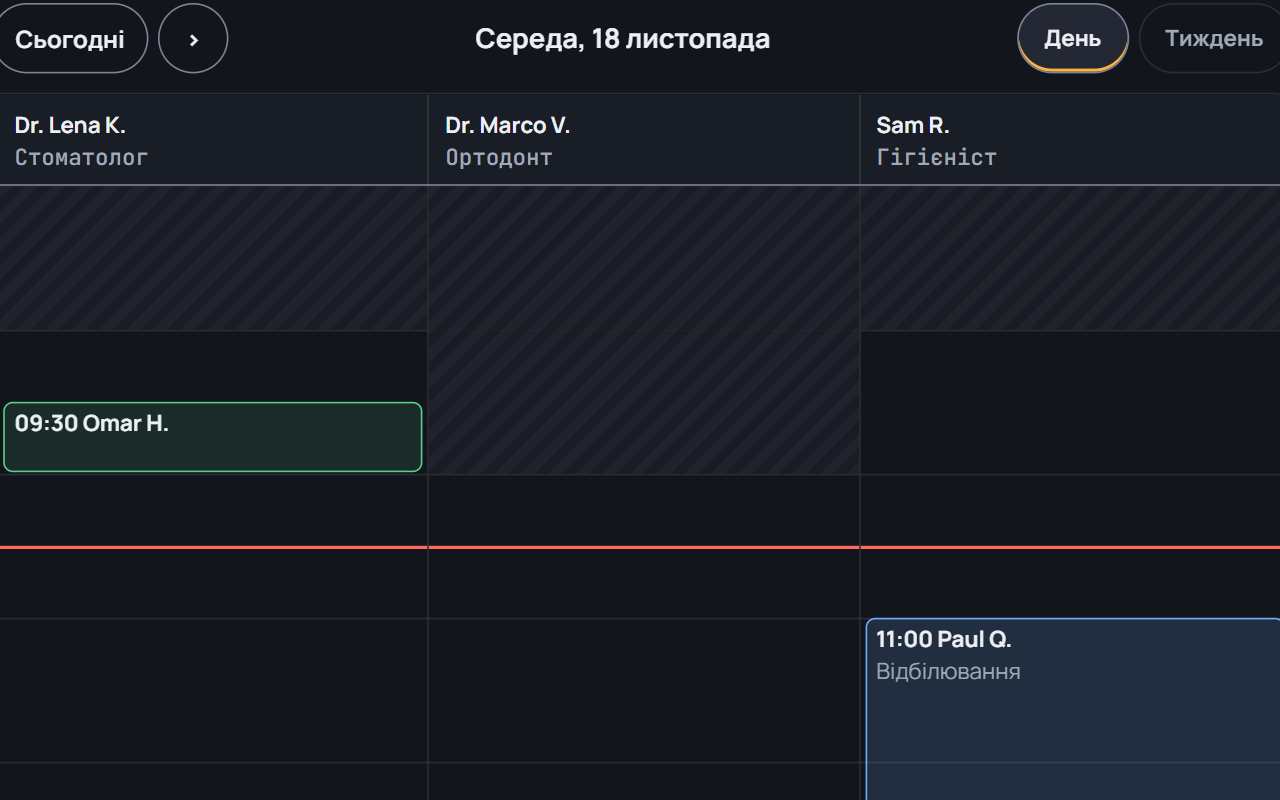 Сьогодні
›
Середа, 18 листопада
День
Тиждень
Dr. Lena K.
Стоматолог
Dr. Marco V.
Ортодонт
Sam R.
Гігієніст
09:30 Omar H.
11:00 Paul Q.
Відбілювання